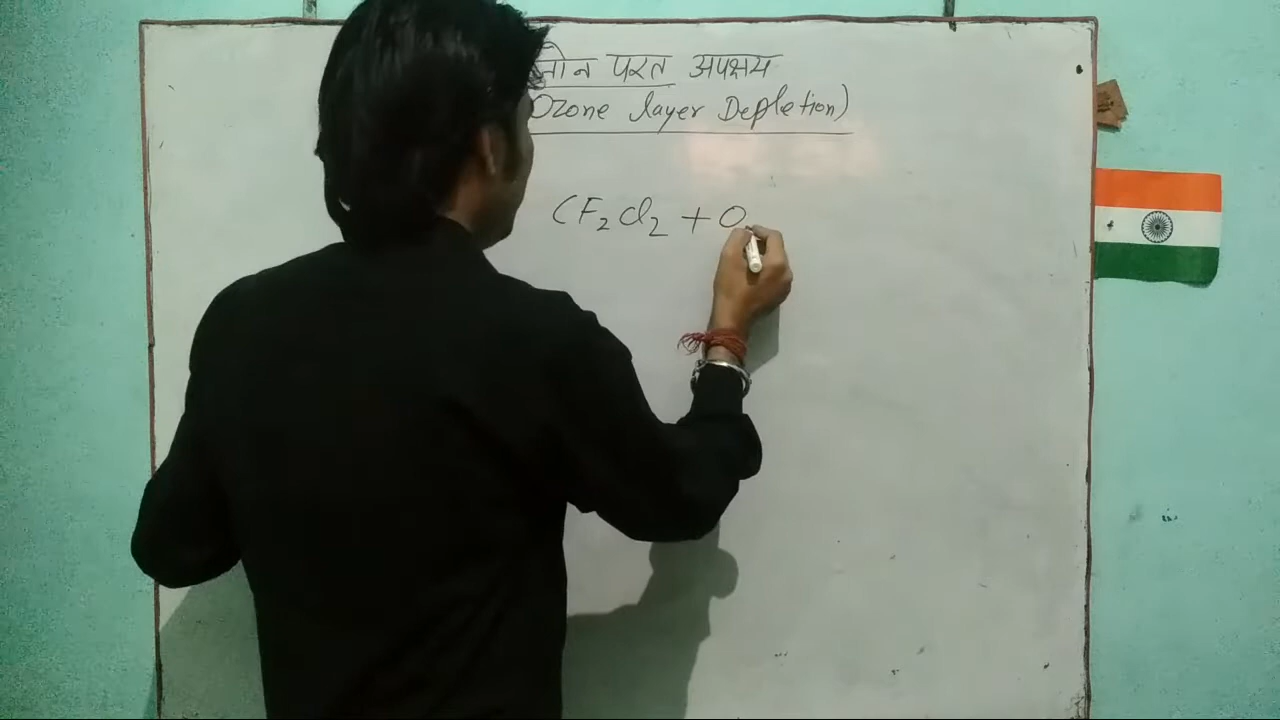 परत अपक्षय
Ozone layer Depletion)
CF₂Cl₂ + O